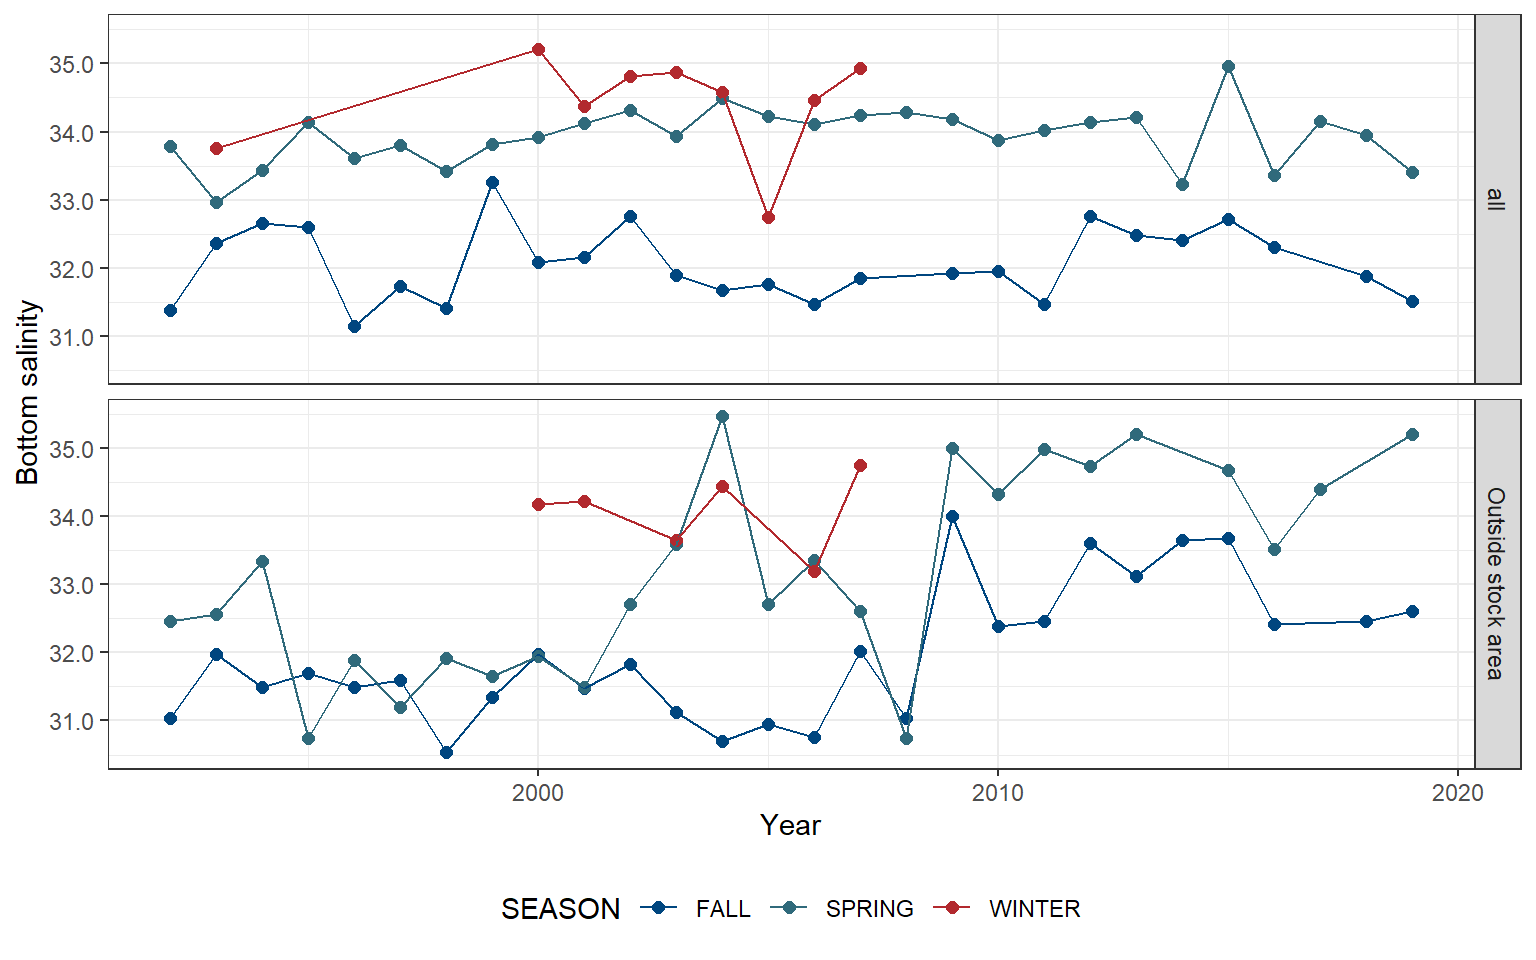 Bottom salinity
35.0
34.0
33.0
32.0
31.0
all
35.0
34.0
33.0
32.0
31.0
Outside stock area
2000 2010 2020
Year
SEASON FALL SPRING WINTER